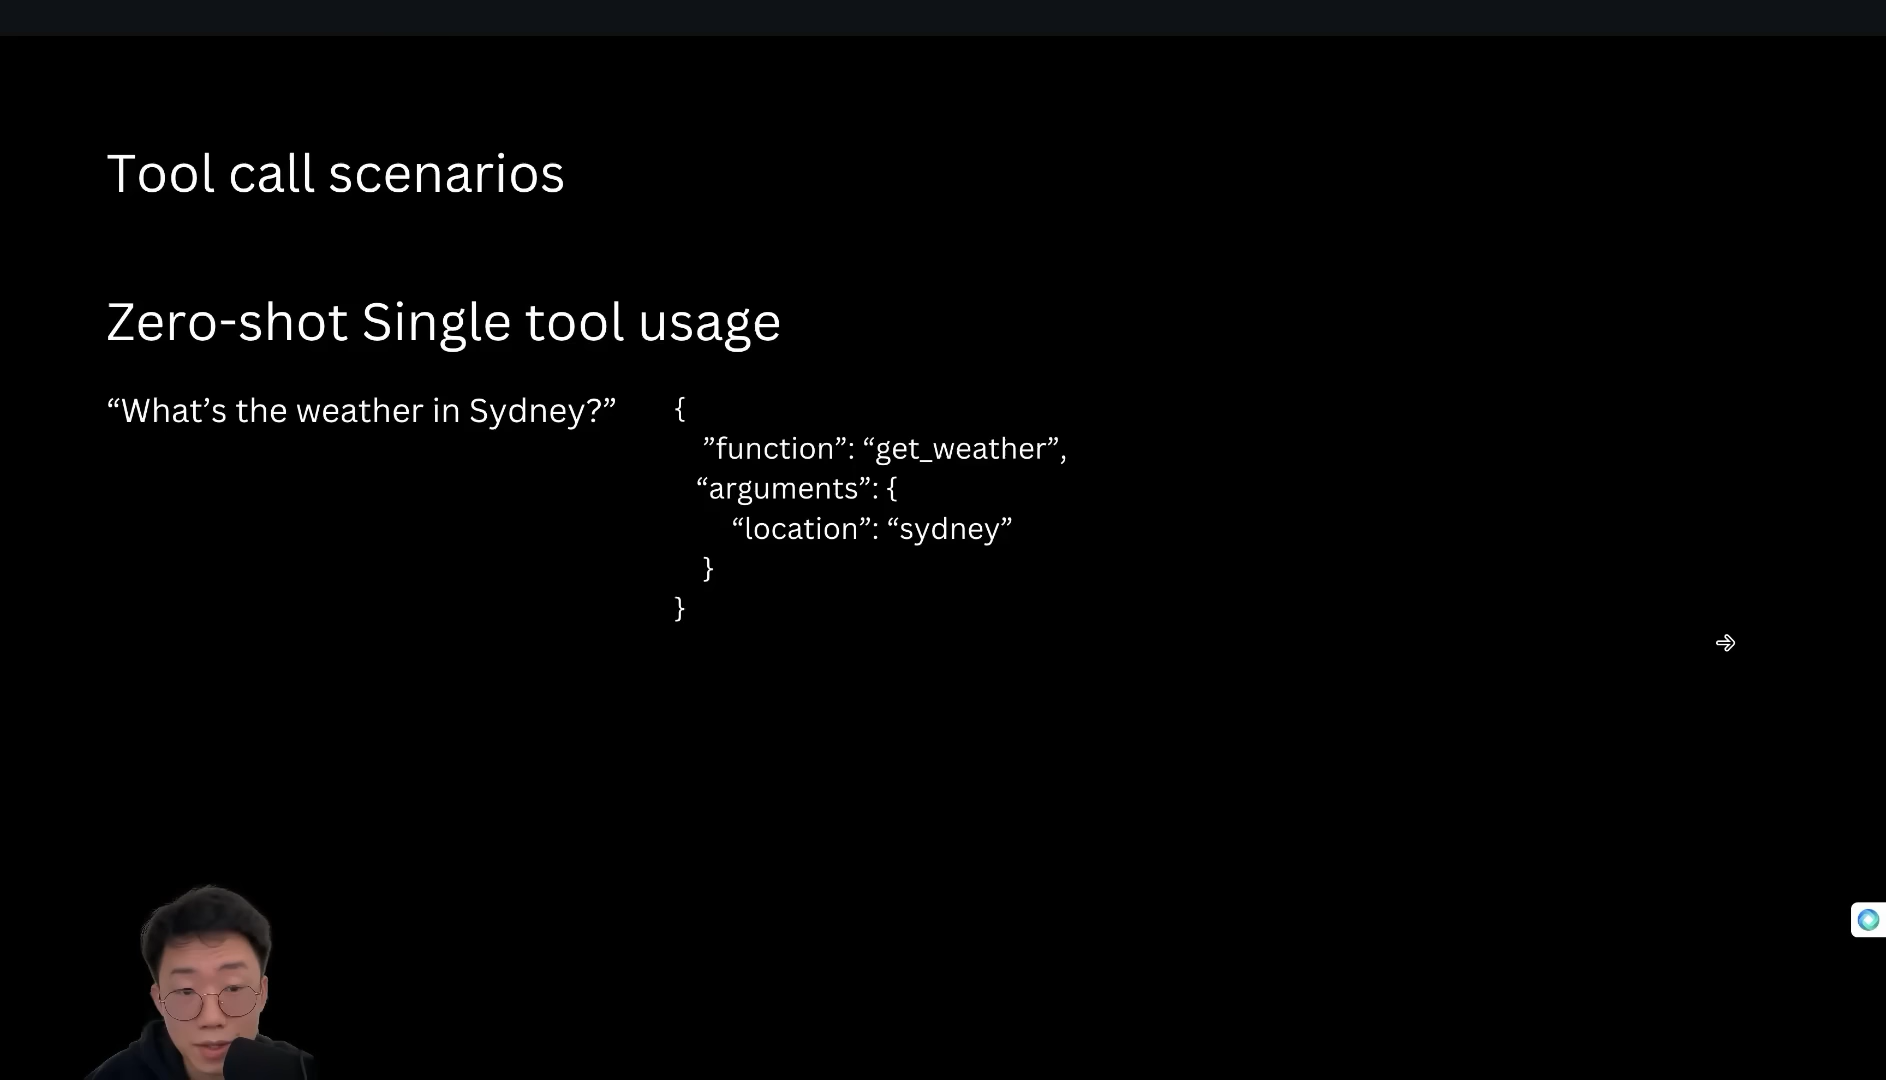 Tool call scenarios
Zero-shot Single tool usage
“What’s the weather in Sydney?”
{
”function”: “get_weather”,
“arguments”: {
“location”: “sydney”
}
}